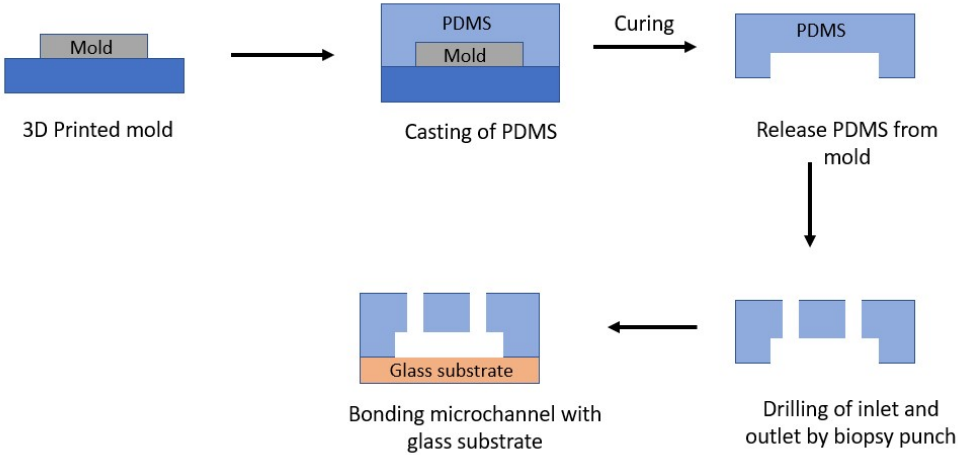 Mold
3D Printed mold
PDMS
Mold
Casting of PDMS
Curing
PDMS
Release PDMS from
mold
Drilling of inlet and
outlet by biopsy punch
Glass substrate
Bonding microchannel with
glass substrate